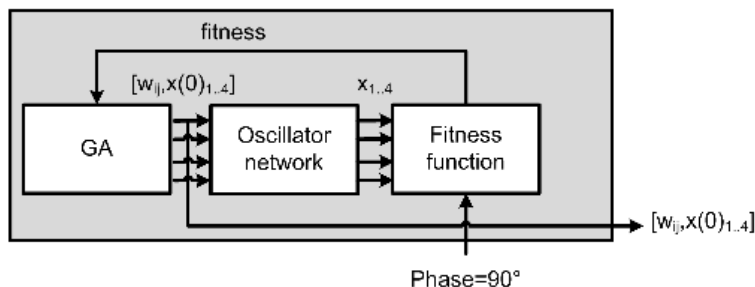 fitness
[w_ij,x(0)_1..4]
x_1..4
GA
Oscillator
network
Fitness
function
[w_ij,x(0)_1..4]
Phase=90°